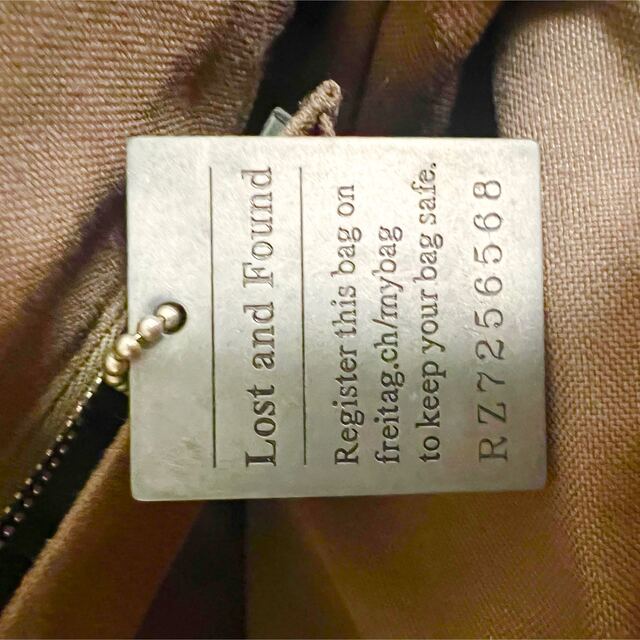 Lost and Found
Register this bag on
freitag.ch/mybag
to keep your bag safe.
RZ7256568